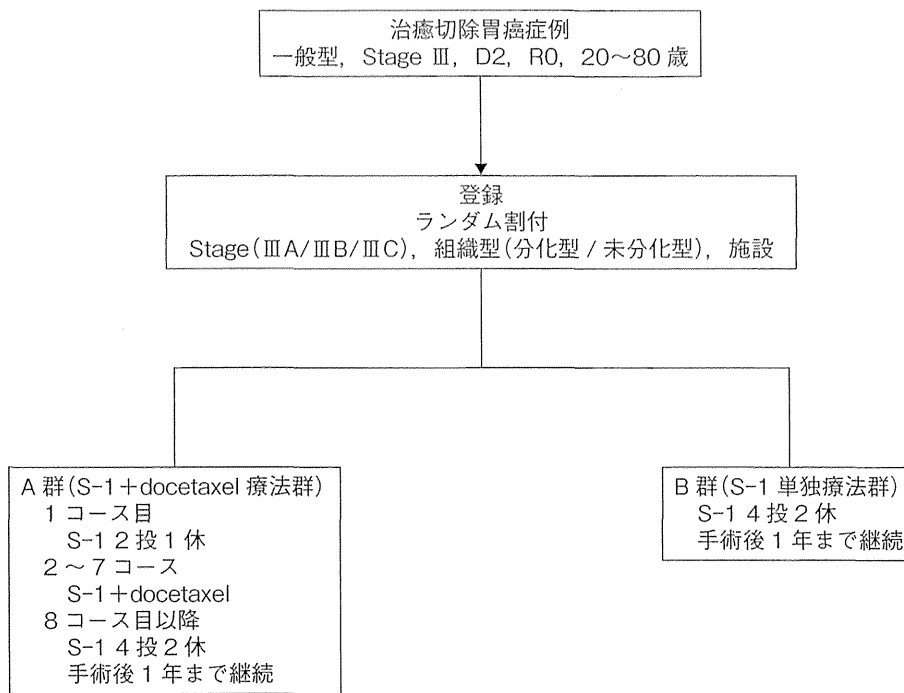 治癒切除胃癌症例
一般型，Stage Ⅲ，D2，R0，20～80 歳
登録
ランダム割付
Stage（ⅢA/ⅢB/ⅢC），組織型（分化型 / 未分化型），施設
A 群（S-1＋docetaxel 療法群）
1 コース目
S-1 2 投 1 休
2 ～ 7 コース
S-1＋docetaxel
8 コース目以降
S-1 4 投 2 休
手術後 1 年まで継続
B 群（S-1 単独療法群）
S-1 4 投 2 休
手術後 1 年まで継続